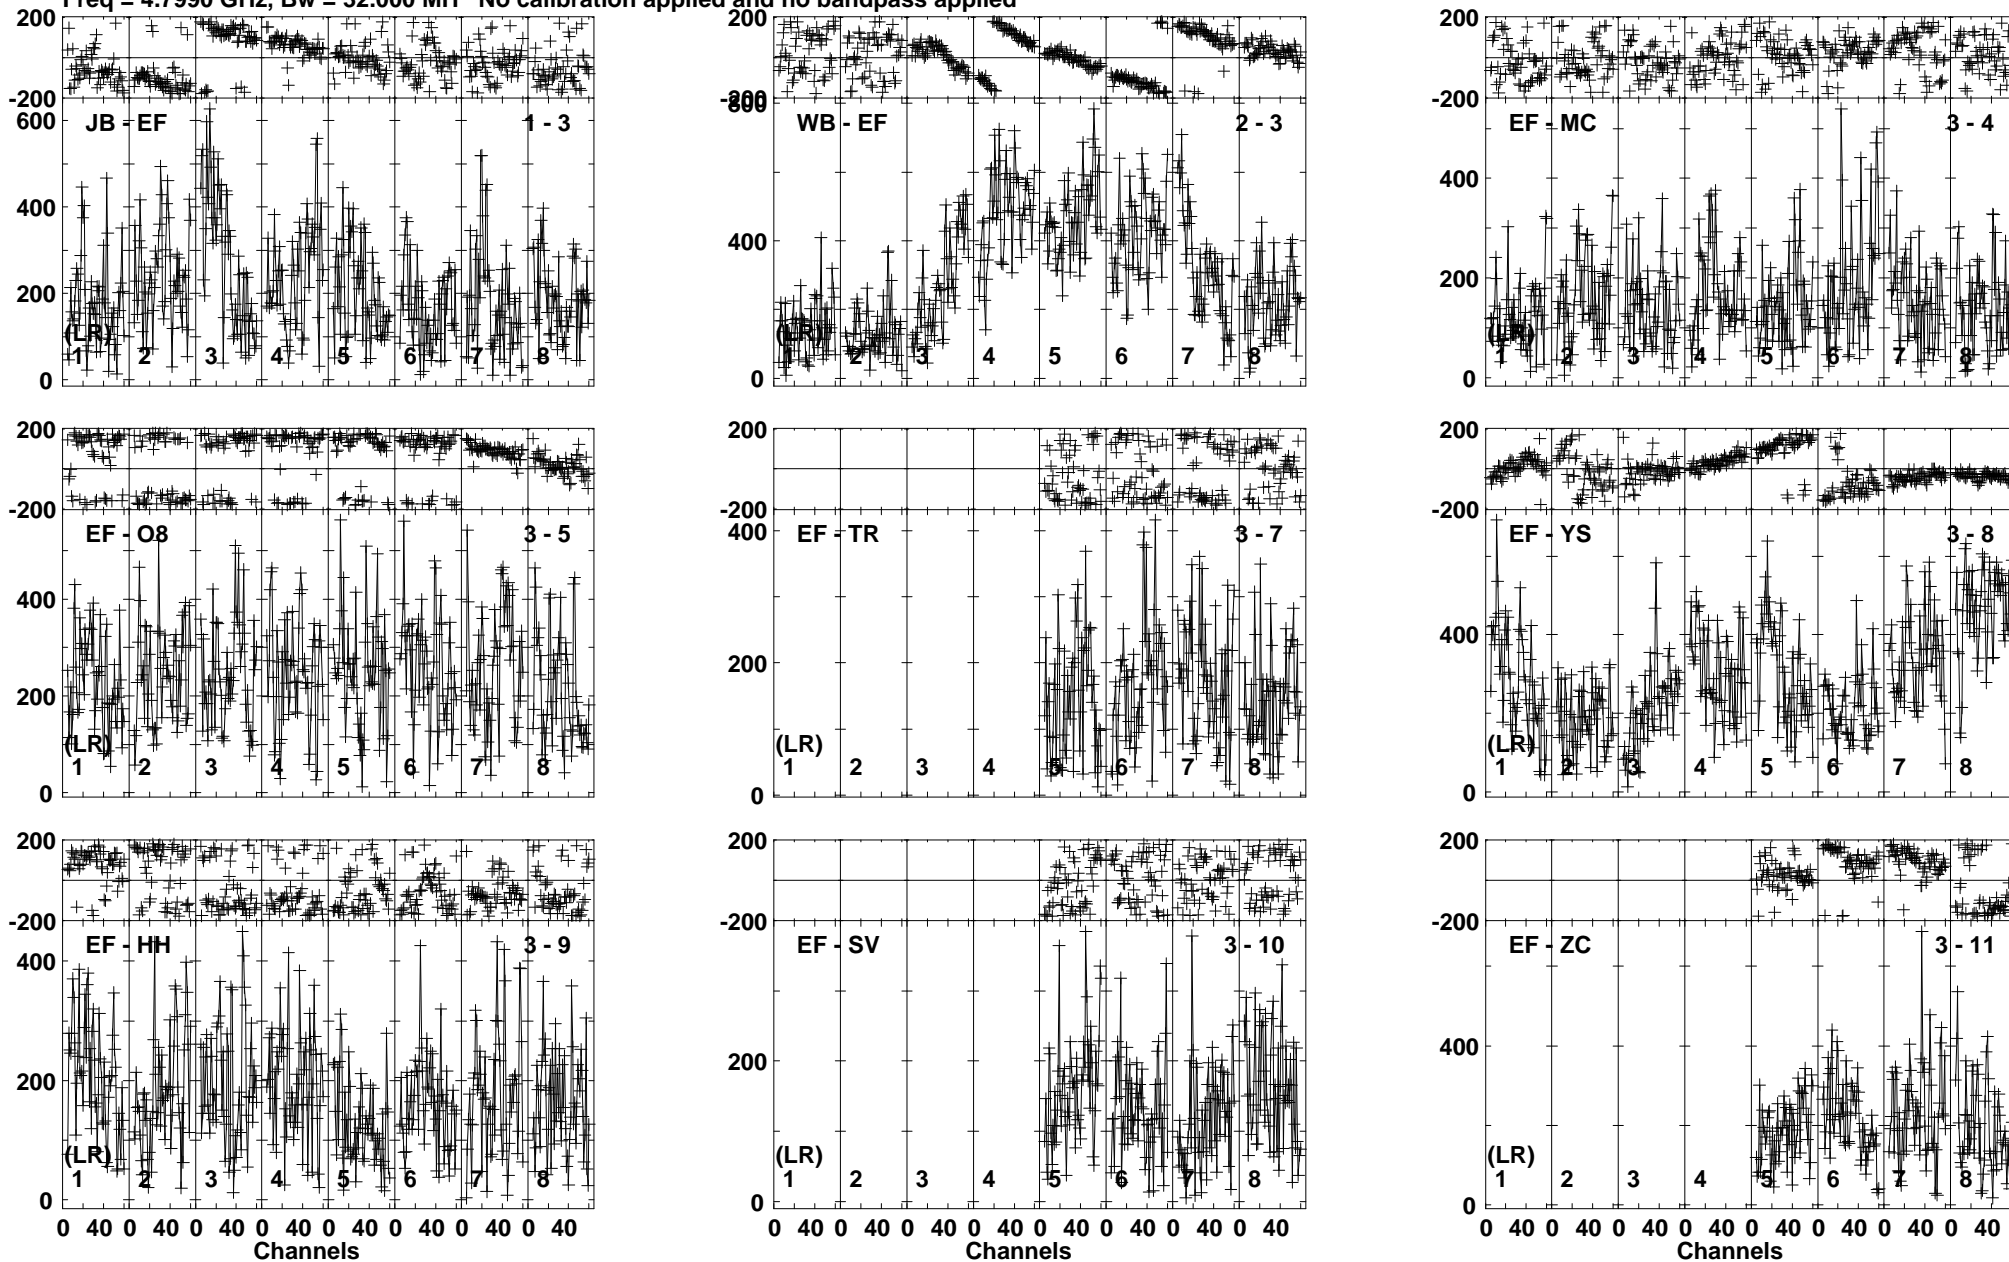 Freq = 4.7990 GHz, Bw = 32.000 MH No calibration applied and no bandpass applied
200
-200
JB - EF
1 - 3
600
400
200
0
(LR)
1 2 3 4 5 6 7 8
200
-200
800
WB - EF
2 - 3
400
0
(LR)
1 2 3 4 5 6 7 8
200
-200
EF - MC
3 - 4
400
200
0
(LR)
1 2 3 4 5 6 7 8
200
-200
EF - O8
3 - 5
400
200
0
(LR)
1 2 3 4 5 6 7 8
200
-200
EF - TR
3 - 7
400
200
0
(LR)
1 2 3 4 5 6 7 8
200
-200
EF - YS
3 - 8
400
0
(LR)
1 2 3 4 5 6 7 8
200
-200
EF - HH
3 - 9
400
200
0
(LR)
1 2 3 4 5 6 7 8
0 40 0 40 0 40 0 40 0 40 0 40 0 40 0 40
Channels
200
-200
EF - SV
3 - 10
200
0
(LR)
1 2 3 4 5 6 7 8
0 40 0 40 0 40 0 40 0 40 0 40 0 40 0 40
Channels
200
-200
EF - ZC
3 - 11
400
0
(LR)
1 2 3 4 5 6 7 8
0 40 0 40 0 40 0 40 0 40 0 40 0 40 0 40
Channels